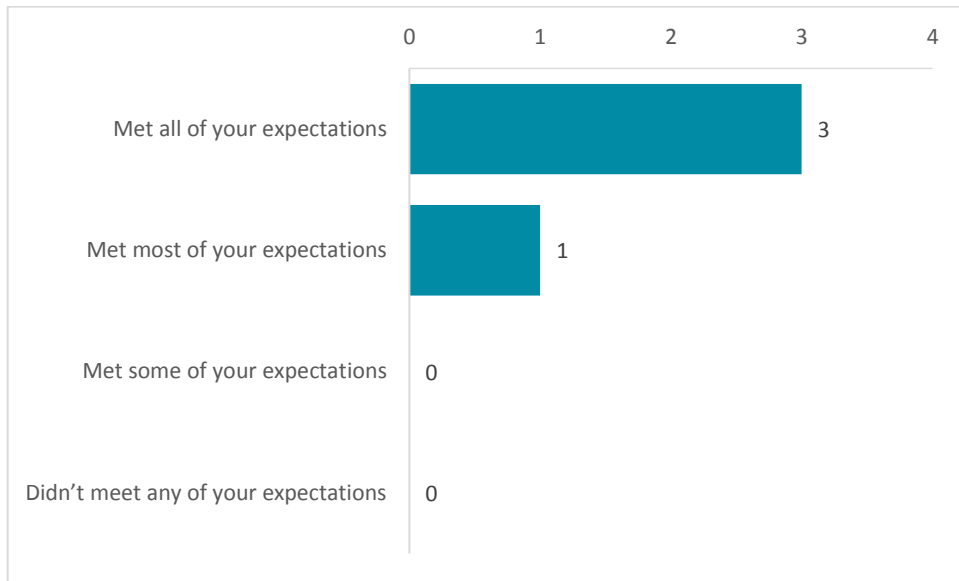 0 1 2 3 4
Met all of your expectations 3
Met most of your expectations 1
Met some of your expectations 0
Didn’t meet any of your expectations 0